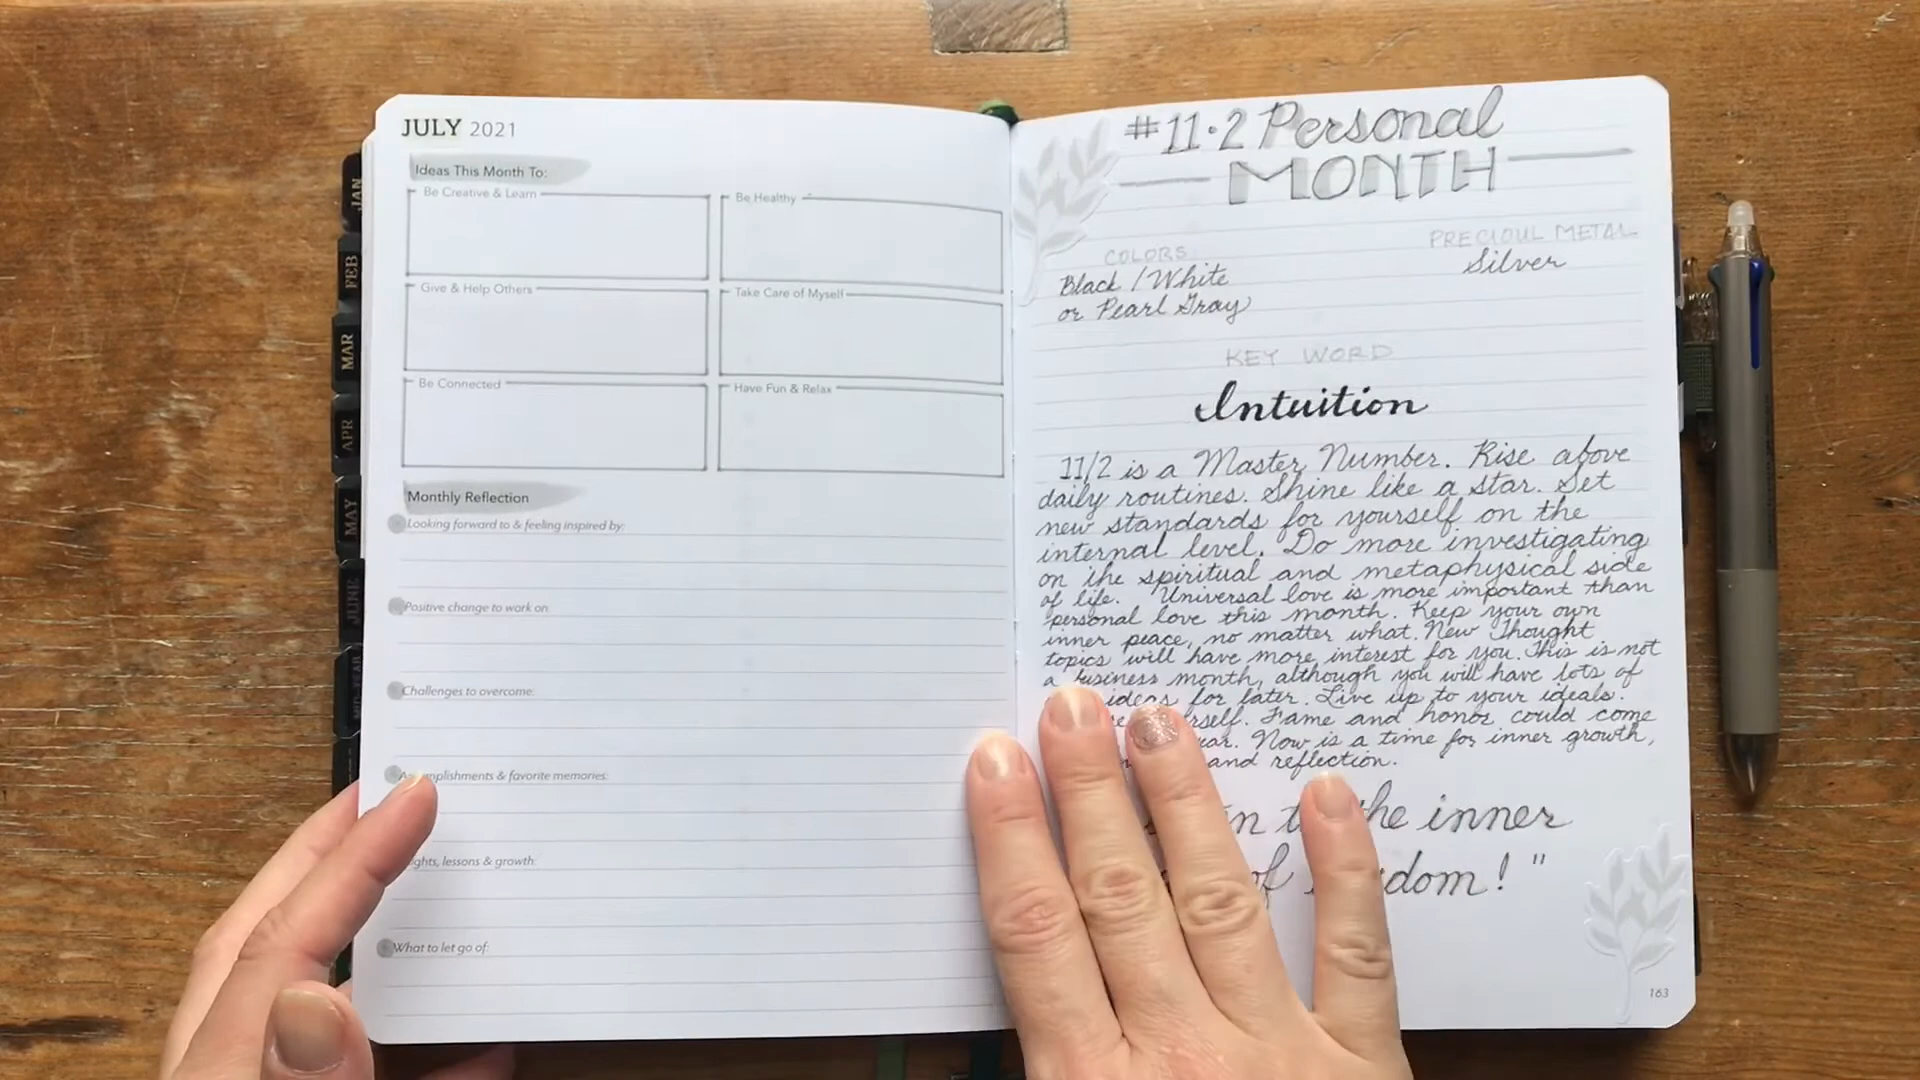 JULY 2021
Ideas This Month To:
Be Creative & Learn
Be Healthy
Give & Help Others
Take Care of Myself
Be Connected
Have Fun & Relax
Monthly Reflection
Looking forward to & feeling inspired by:
Positive change to work on:
Challenges to overcome:
& favorite memories:
lessons & growth:
What to let go of:
JAN
FEB
MAR
APR
MAY
JUNE
MID-YEAR
#11·2 Personal
MONTH
COLORS
PRECIOUL METAL
Black / White
or Pearl Gray
Silver
KEY WORD
Intuition
11/2 is a Master Number. Rise above
daily routines. Shine like a star. Set
new standards for yourself on the
internal level. Do more investigating
on the spiritual and metaphysical side
of life. Universal love is more important than
personal love this month. Keep your own
inner peace, no matter what. New Thought
topics will have more interest for you. This is not
a business month, although you will have lots of
ideas for later. Live up to your ideals.
Fame and honor could come
Now is a time for inner growth,
and reflection.
the inner
of
!"
163